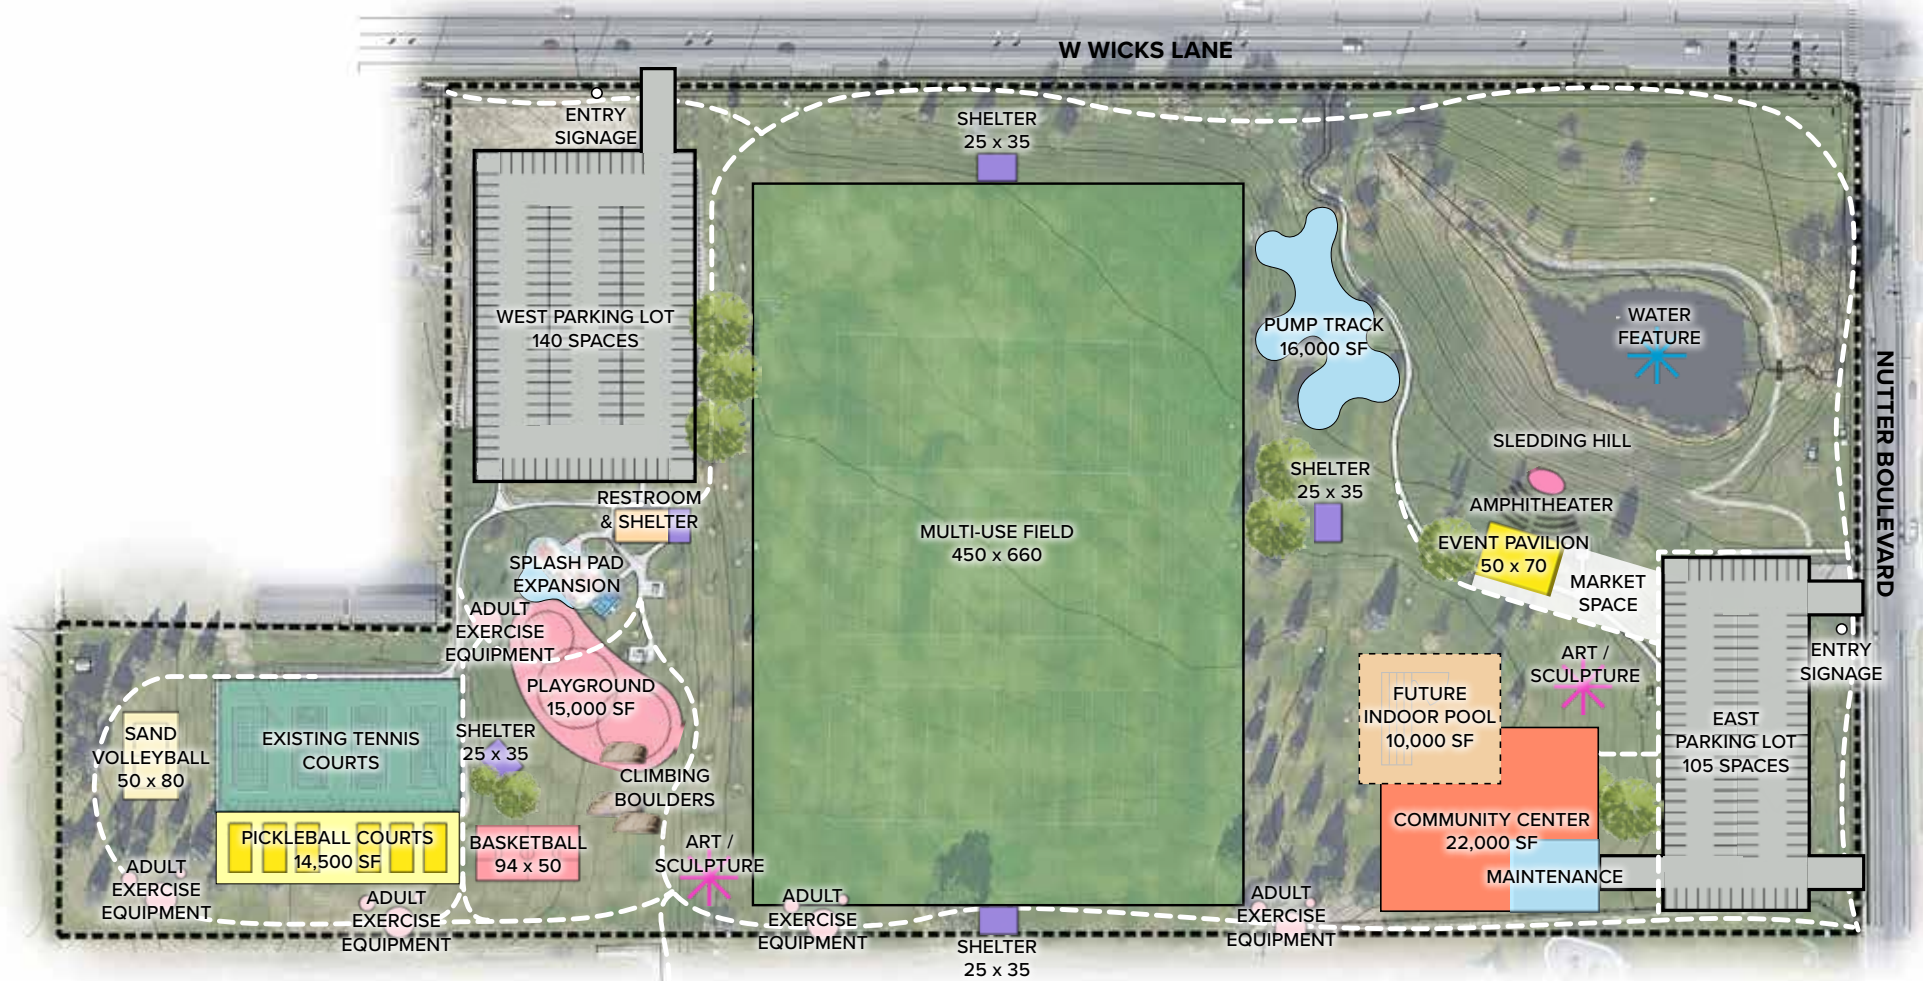 W WICKS LANE
ENTRY
SIGNAGE
SHELTER
25 x 35
WEST PARKING LOT
140 SPACES
PUMP TRACK
16,000 SF
WATER
FEATURE
NUTTER BOULEVARD
SLEDDING HILL
SHELTER
25 x 35
AMPHITHEATER
RESTROOM
& SHELTER
MULTI-USE FIELD
450 x 660
EVENT PAVILION
50 x 70
SPLASH PAD
EXPANSION
MARKET
SPACE
ADULT
EXERCISE
EQUIPMENT
ENTRY
SIGNAGE
ART /
SCULPTURE
PLAYGROUND
15,000 SF
FUTURE
INDOOR POOL
10,000 SF
EAST
PARKING LOT
105 SPACES
SAND
VOLLEYBALL
50 x 80
EXISTING TENNIS
COURTS
SHELTER
25 x 35
CLIMBING
BOULDERS
PICKLEBALL COURTS
14,500 SF
BASKETBALL
94 x 50
ART /
SCULPTURE
COMMUNITY CENTER
22,000 SF
MAINTENANCE
ADULT
EXERCISE
EQUIPMENT
ADULT
EXERCISE
EQUIPMENT
ADULT
EXERCISE
EQUIPMENT
SHELTER
25 x 35
ADULT
EXERCISE
EQUIPMENT